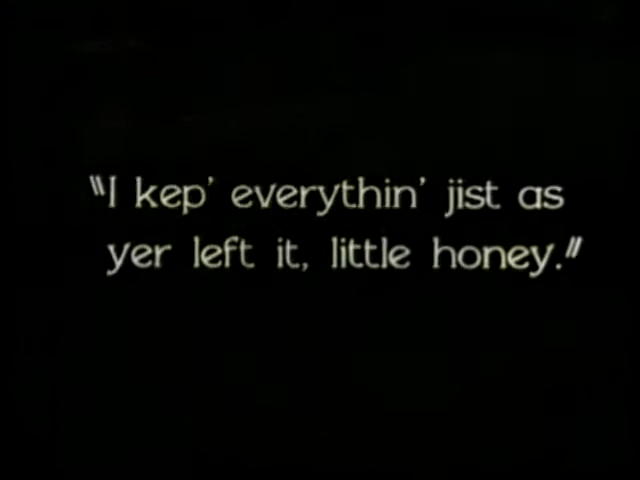 "I kep' everythin' jist as
yer left it, little honey."